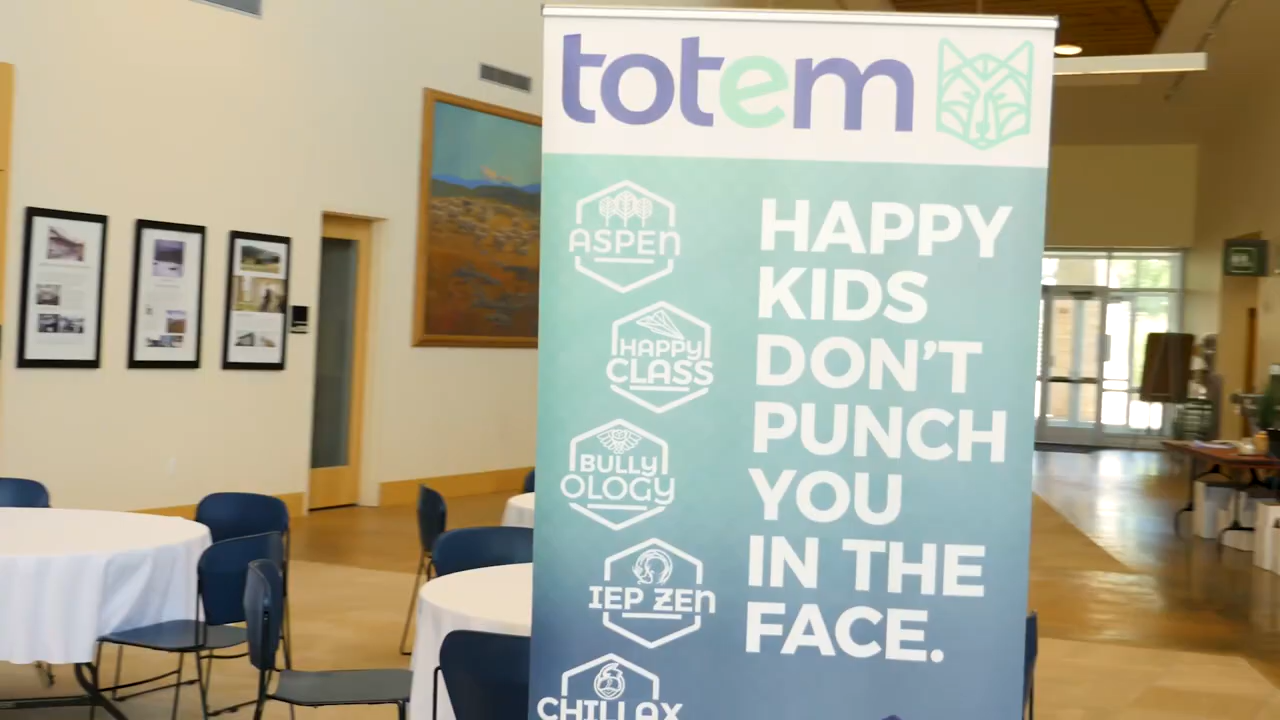 totem
ASPEN
HAPPY
CLASS
BULLY
OLOGY
IEP ZEN
CHILLAX
HAPPY
KIDS
DON'T
PUNCH
YOU
IN THE
FACE.